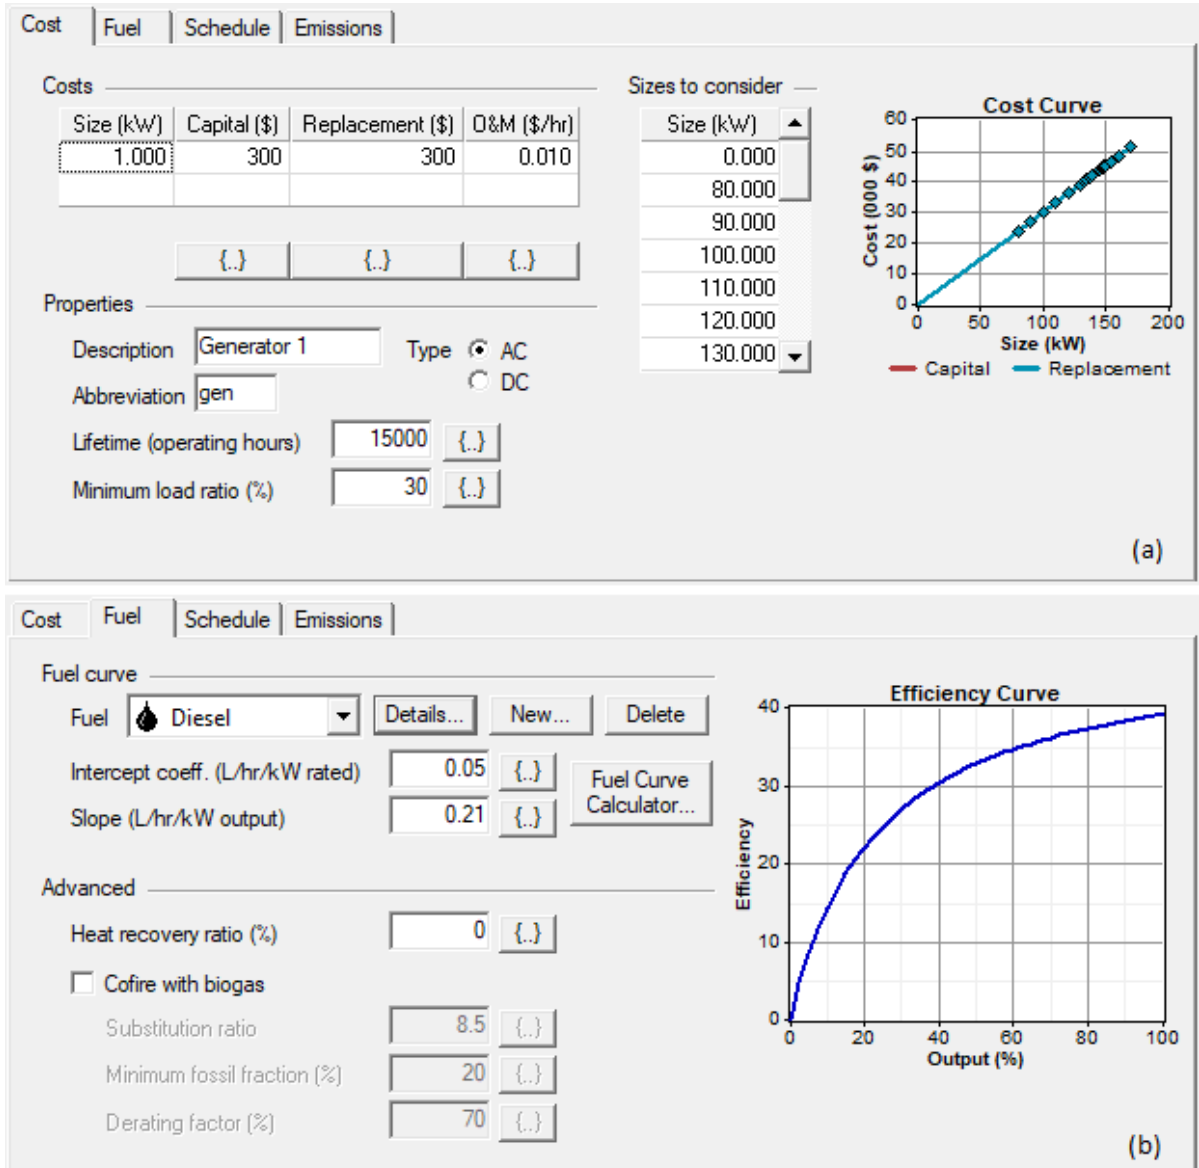 Cost Fuel Schedule Emissions
Costs
Size (kW) Capital ($) Replacement ($) O&M ($/hr)
1.000 300 300 0.010
{..} {..} {..}
Sizes to consider
Size (kW)
0.000
80.000
90.000
100.000
110.000
120.000
130.000
Cost Curve
Cost (000 $)
60
50
40
30
20
10
0
0 50 100 150 200
Size (kW)
Capital Replacement
Properties
Description Generator 1 Type AC
DC
Abbreviation gen
Lifetime (operating hours) 15000 {..}
Minimum load ratio (%) 30 {..}
(a)
Cost Fuel Schedule Emissions
Fuel curve
Fuel Diesel Details... New... Delete
Intercept coeff. (L/hr/kW rated) 0.05 {..} Fuel Curve
Slope (L/hr/kW output) 0.21 {..} Calculator...
Advanced
Heat recovery ratio (%) 0 {..}
Cofire with biogas
Substitution ratio 8.5 {..}
Minimum fossil fraction (%) 20 {..}
Derating factor (%) 70 {..}
Efficiency Curve
Efficiency
40
30
20
10
0
0 20 40 60 80 100
Output (%)
(b)